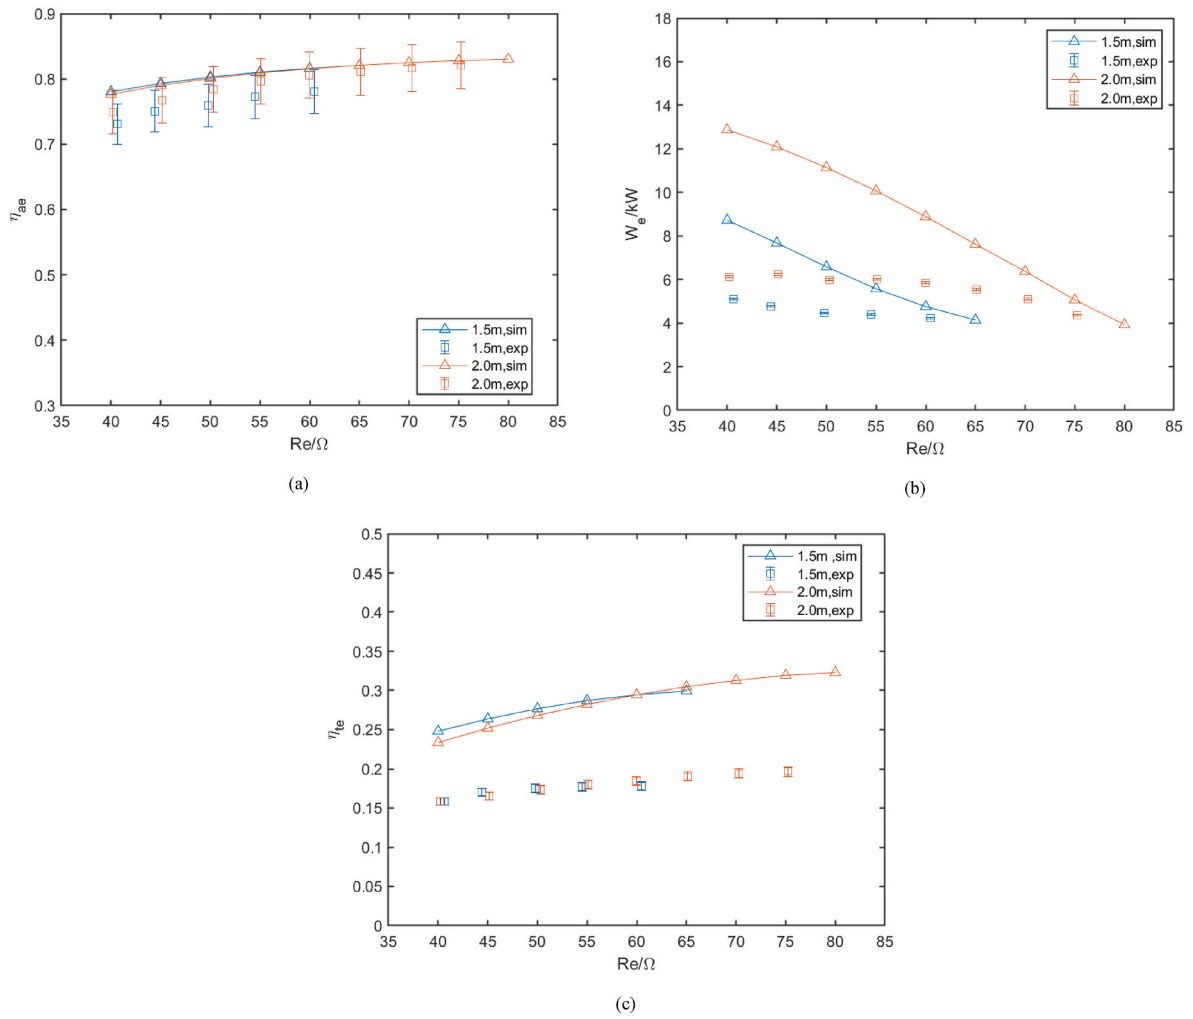 0.9
0.8
0.7
0.6
0.5
0.4
0.3
35 40 45 50 55 60 65 70 75 80 85
η_ae
Re/Ω
1.5m,sim
1.5m,exp
2.0m,sim
2.0m,exp
(a)
18
16
14
12
10
8
6
4
2
0
35 40 45 50 55 60 65 70 75 80 85
W_e/kW
Re/Ω
1.5m,sim
1.5m,exp
2.0m,sim
2.0m,exp
(b)
0.5
0.45
0.4
0.35
0.3
0.25
0.2
0.15
0.1
0.05
0
35 40 45 50 55 60 65 70 75 80 85
η_te
Re/Ω
1.5m ,sim
1.5m,exp
2.0m,sim
2.0m,exp
(c)